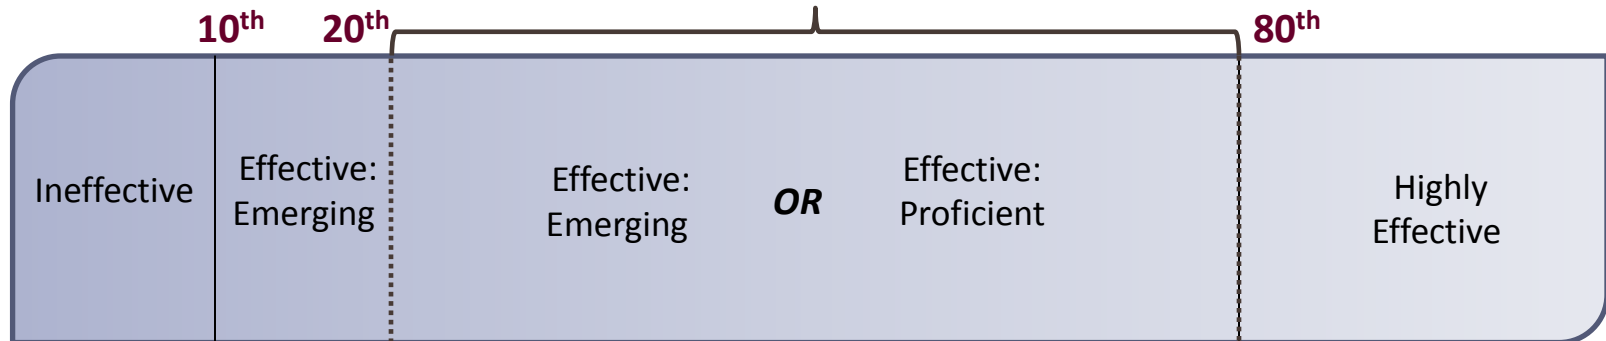 10th 20th 80th
Ineffective
Effective:
Emerging
Effective:
Emerging
OR
Effective:
Proficient
Highly
Effective